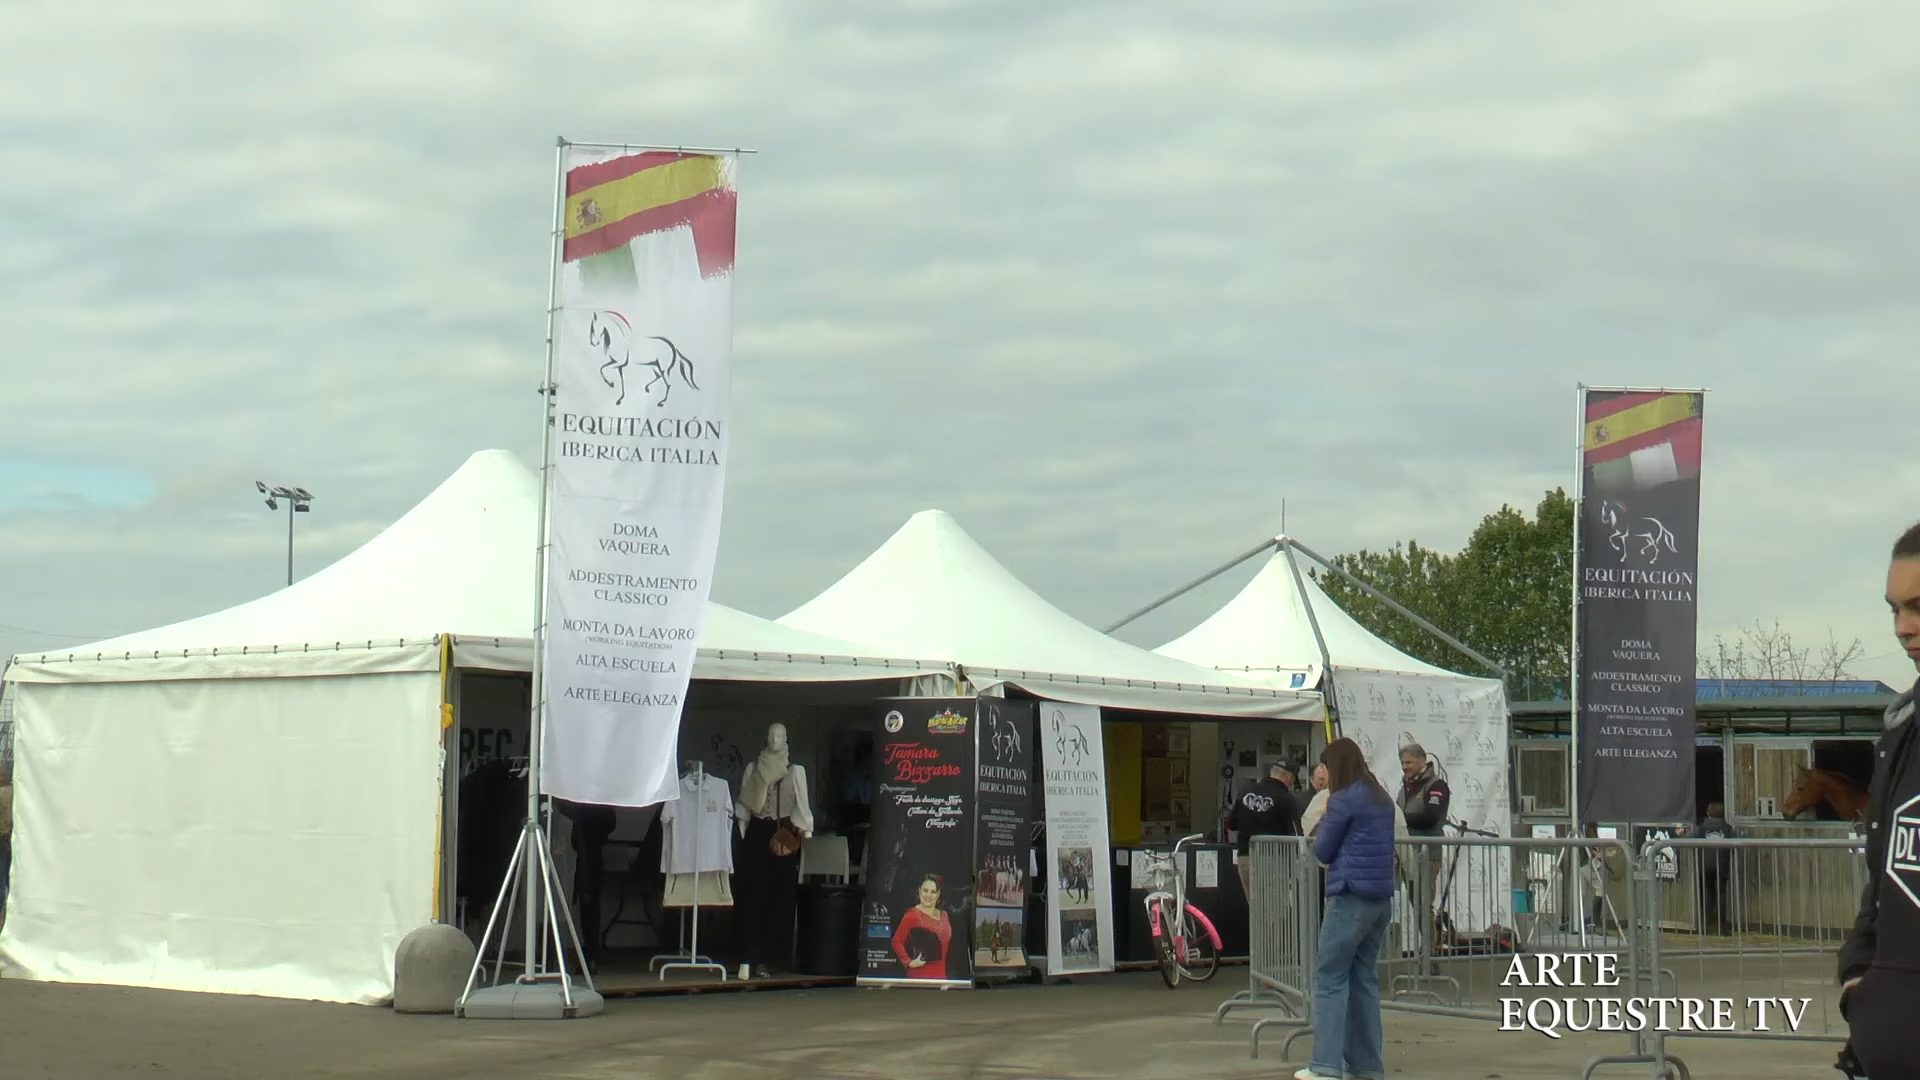 EQUITACIÓN
IBERICA ITALIA
DOMA
VAQUERA
ADDESTRAMENTO
CLASSICO
MONTA DA LAVORO
(WORKING EQUITATION)
ALTA ESCUELA
ARTE ELEGANZA
Tamara
Bizzarro
EQUITACIÓN
IBERICA ITALIA
EQUITACIÓN
IBERICA ITALIA
EQUITACIÓN
IBERICA ITALIA
DOMA
VAQUERA
ADDESTRAMENTO
CLASSICO
MONTA DA LAVORO
(WORKING EQUITATION)
ALTA ESCUELA
ARTE ELEGANZA
ARTE
EQUESTRE TV